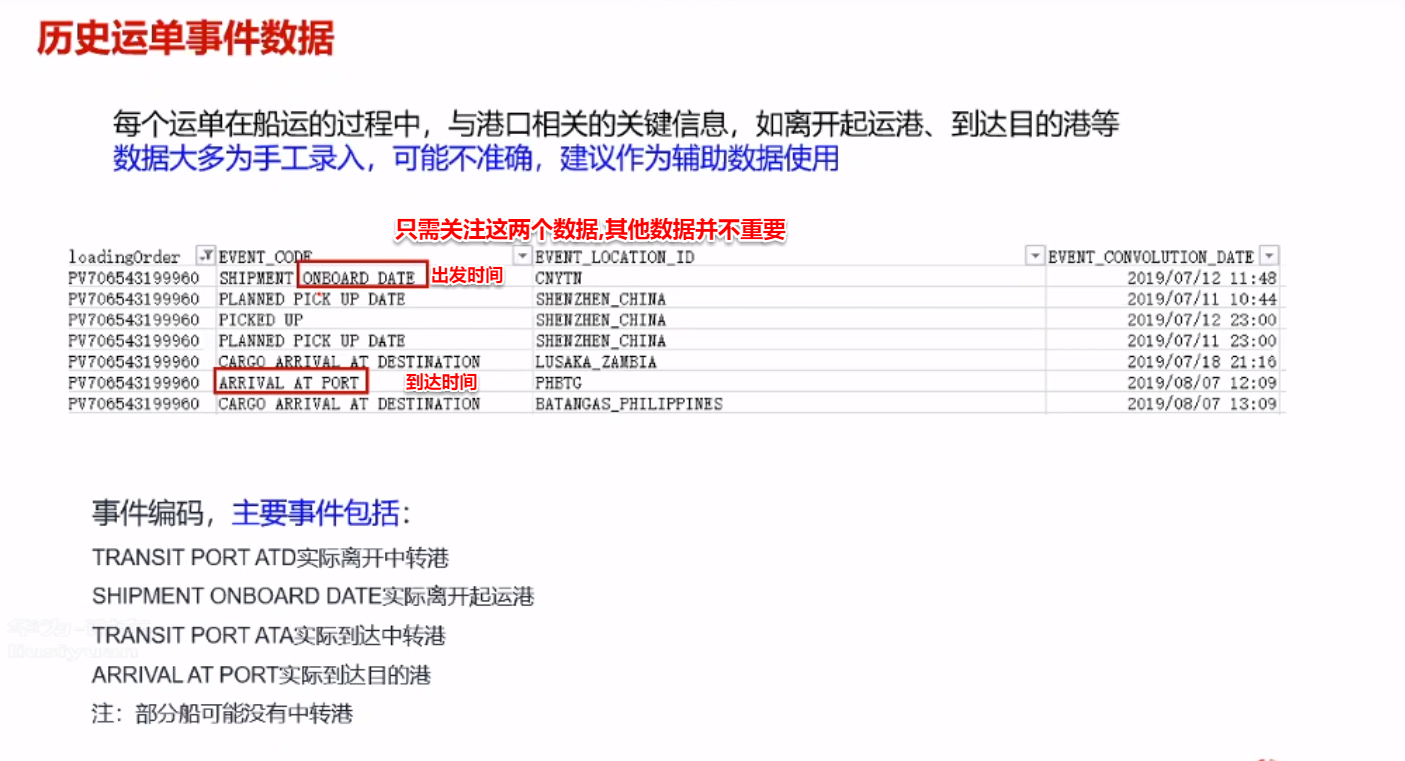 历史运单事件数据
每个运单在船运的过程中，与港口相关的关键信息，如离开起运港、到达目的港等
数据大多为手工录入，可能不准确，建议作为辅助数据使用
只需关注这两个数据,其他数据并不重要
loadingOrder EVENT_CODE EVENT_LOCATION_ID EVENT_CONVOLUTION_DATE
PV706543199960 SHIPMENT ONBOARD DATE 出发时间 CNYTN 2019/07/12 11:48
PV706543199960 PLANNED PICK UP DATE SHENZHEN_CHINA 2019/07/11 10:44
PV706543199960 PICKED UP SHENZHEN_CHINA 2019/07/12 23:00
PV706543199960 PLANNED PICK UP DATE SHENZHEN_CHINA 2019/07/11 23:00
PV706543199960 CARGO ARRIVAL AT DESTINATION LUSAKA_ZAMBIA 2019/07/18 21:16
PV706543199960 ARRIVAL AT PORT 到达时间 PHBTG 2019/08/07 12:09
PV706543199960 CARGO ARRIVAL AT DESTINATION BATANGAS_PHILIPPINES 2019/08/07 13:09
事件编码，主要事件包括：
TRANSIT PORT ATD实际离开中转港
SHIPMENT ONBOARD DATE实际离开起运港
TRANSIT PORT ATA实际到达中转港
ARRIVAL AT PORT实际到达目的港
注：部分船可能没有中转港